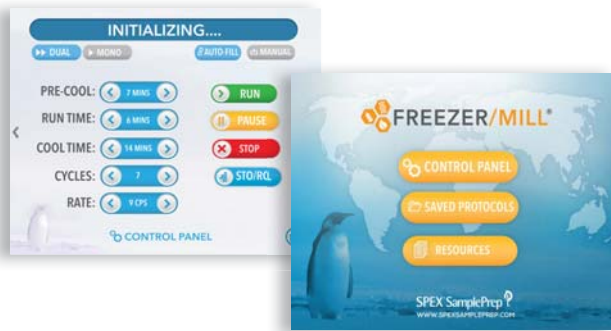 INITIALIZING....
DUAL MONO AUTO FILL MANUAL
PRE-COOL: 7 MINS RUN
RUN TIME: 6 MINS PAUSE
COOL TIME: 14 MINS STOP
CYCLES: 7 STO/RCL
RATE: 9 CPS
CONTROL PANEL
FREEZER/MILL®
CONTROL PANEL
SAVED PROTOCOLS
RESOURCES
SPEX SamplePrep
WWW.SPEXSAMPLEPREP.COM